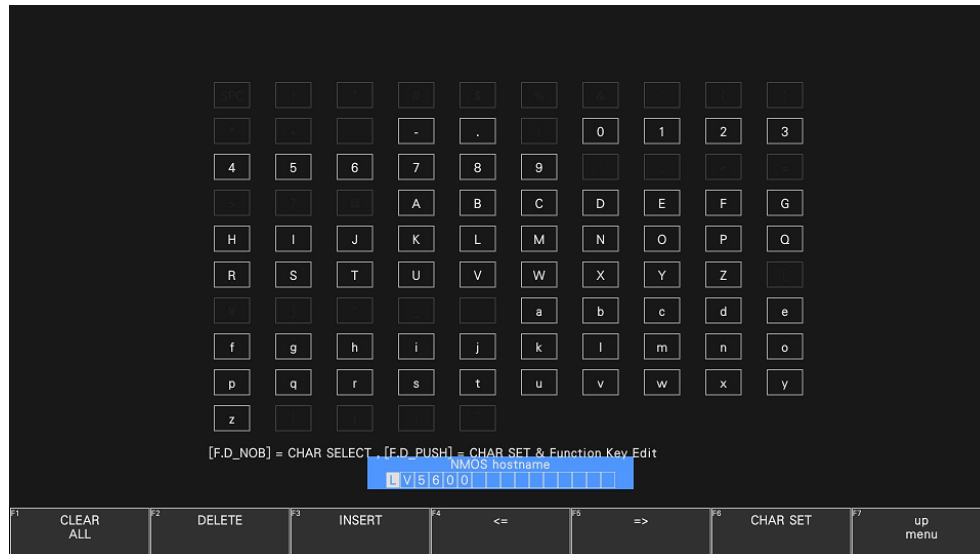 SPC # $ % &
- . 0 1 2 3
4 5 6 7 8 9
A B C D E F G
H I J K L M N O P Q
R S T U V W X Y Z
a b c d e
f g h i j k l m n o
p q r s t u v w x y
z
[F.D_NOB] = CHAR SELECT , [F.D_PUSH] = CHAR SET & Function Key Edit
NMOS hostname
LV5600
F1 CLEAR ALL F2 DELETE F3 INSERT F4 <= F5 => F6 CHAR SET F7 up menu